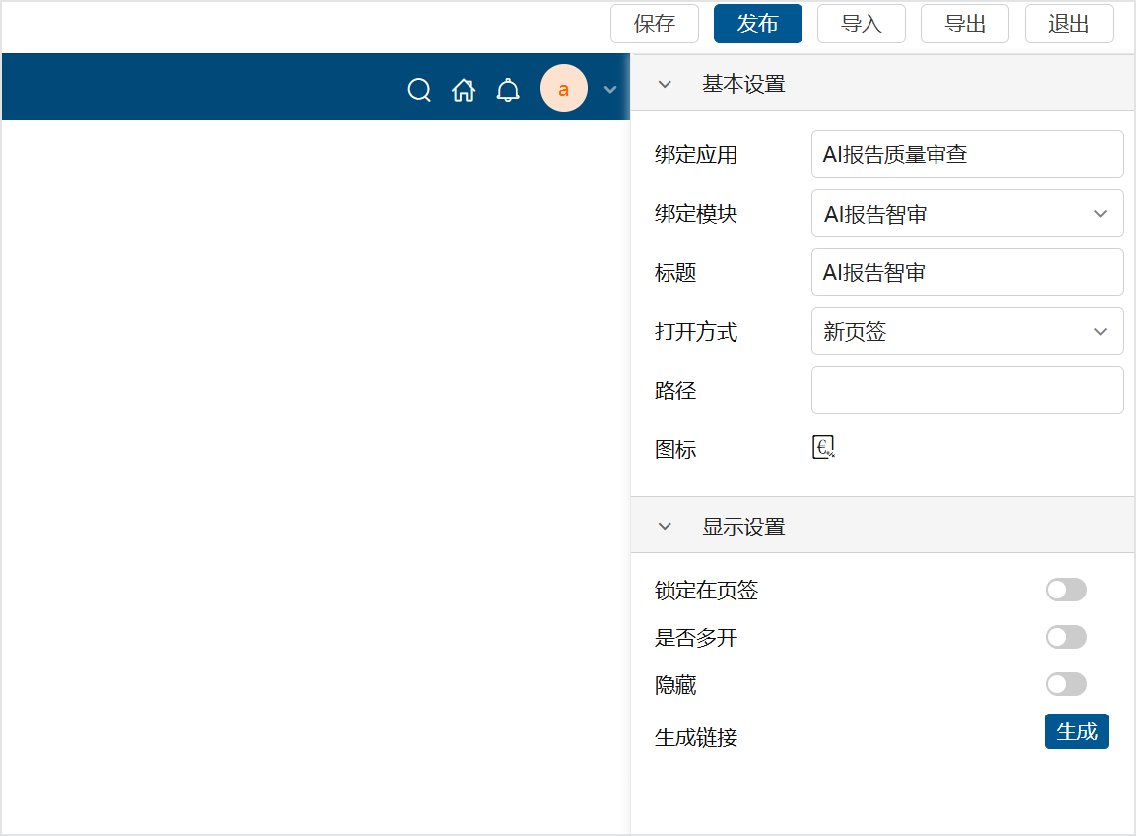 保存 发布 导入 导出 退出
a
基本设置
绑定应用 AI报告质量审查
绑定模块 AI报告智审
标题 AI报告智审
打开方式 新页签
路径
图标
显示设置
锁定在页签
是否多开
隐藏
生成链接 生成